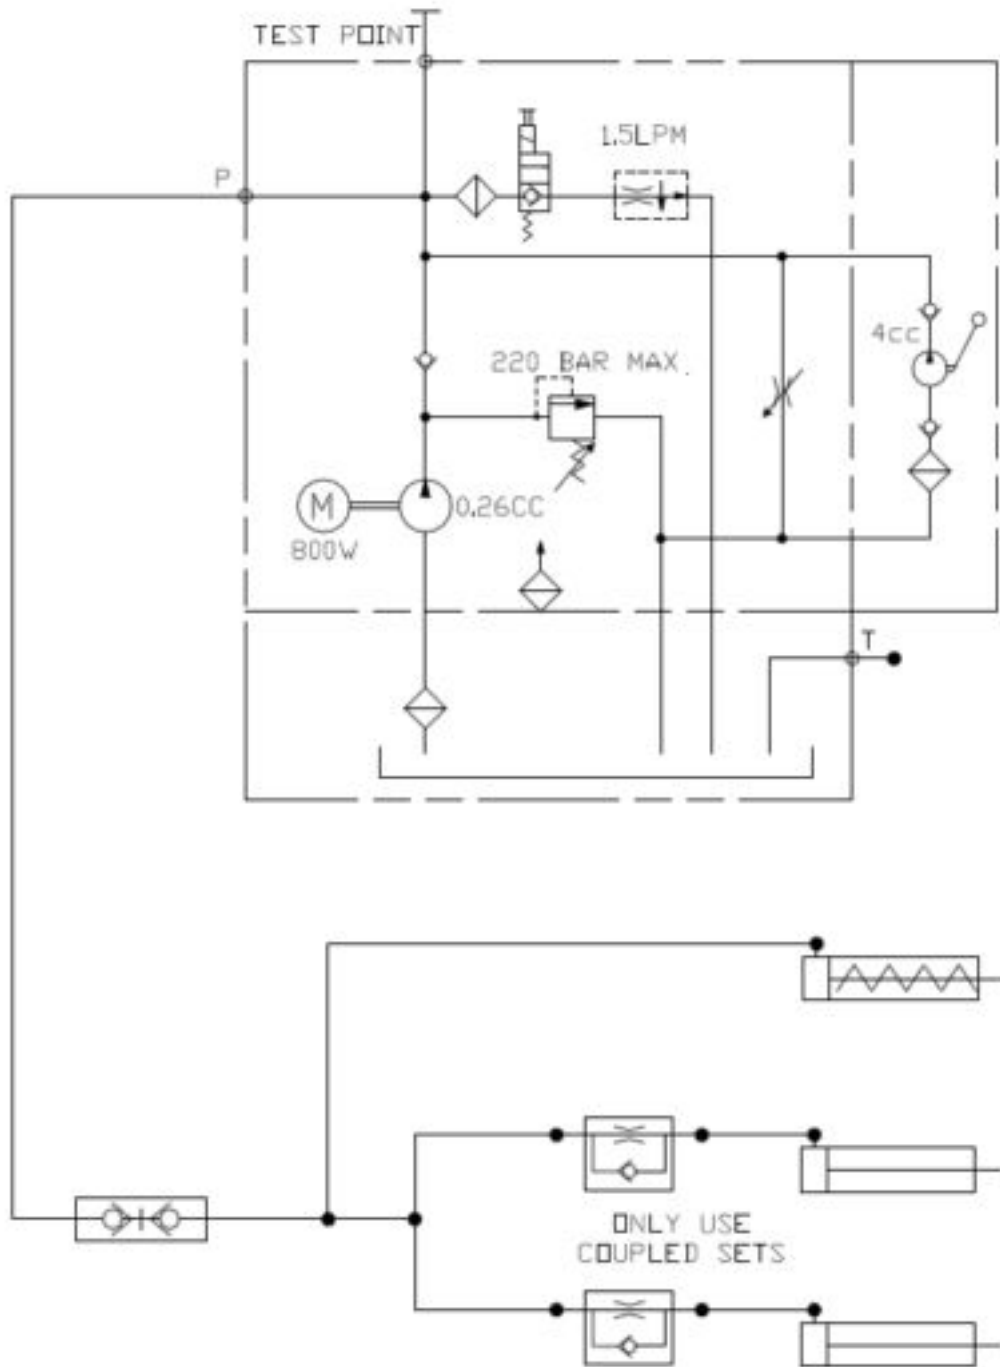 TEST POINT
1.5LPM
P
4cc
220 BAR MAX.
M
0.26CC
800W
T
ONLY USE
COUPLED SETS